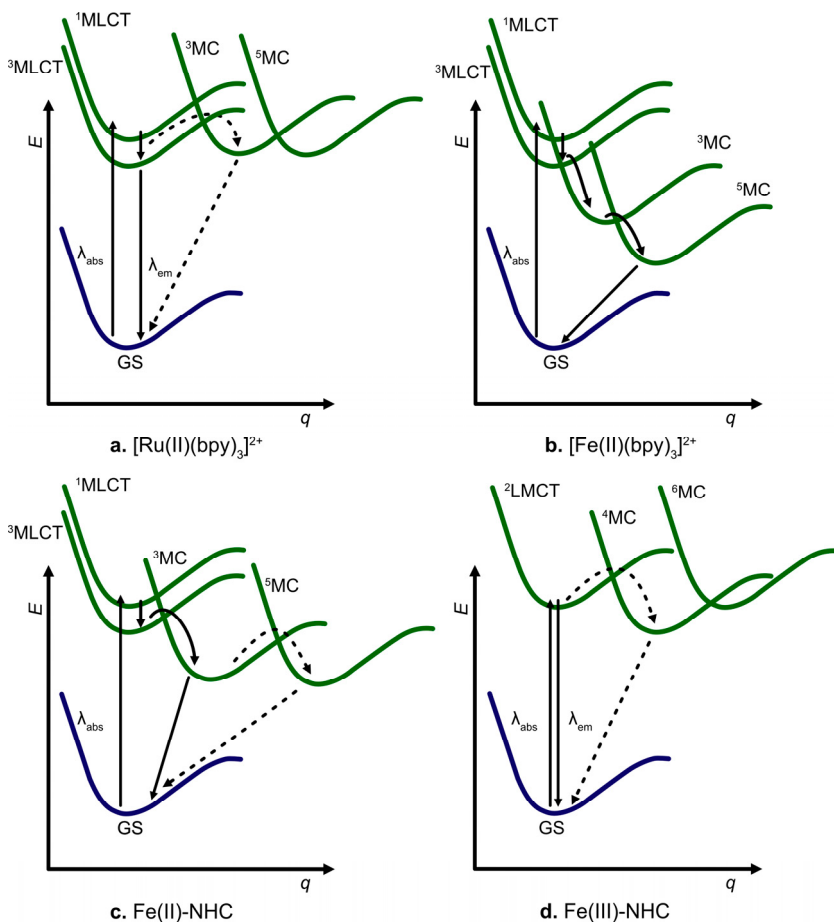 ¹MLCT
³MLCT
³MC
⁵MC
E
λabs
λem
GS
q
a. [Ru(II)(bpy)₃]²⁺
¹MLCT
³MLCT
³MC
⁵MC
E
λabs
GS
q
b. [Fe(II)(bpy)₃]²⁺
¹MLCT
³MLCT
³MC
⁵MC
E
λabs
GS
q
c. Fe(II)-NHC
²LMCT
⁴MC
⁶MC
E
λabs
λem
GS
q
d. Fe(III)-NHC